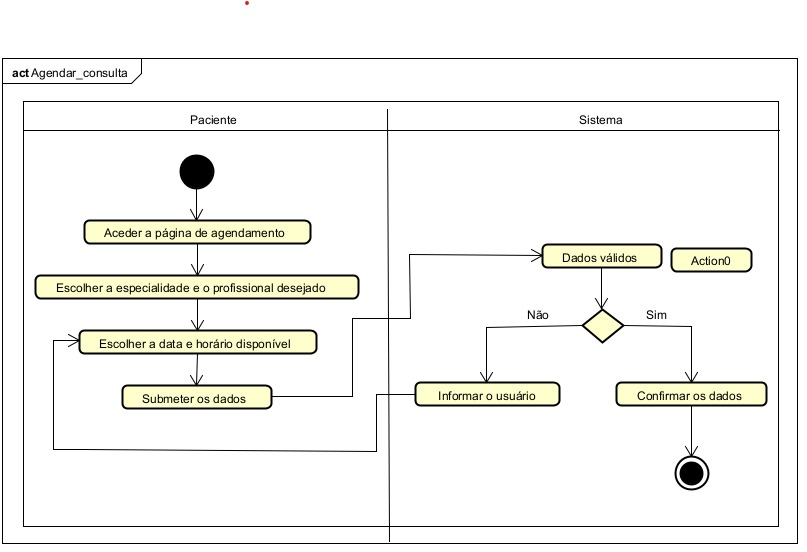 act Agendar_consulta
Paciente
Sistema
Aceder a página de agendamento
Dados válidos
Action0
Escolher a especialidade e o profissional desejado
Não
Sim
Escolher a data e horário disponível
Submeter os dados
Informar o usuário
Confirmar os dados